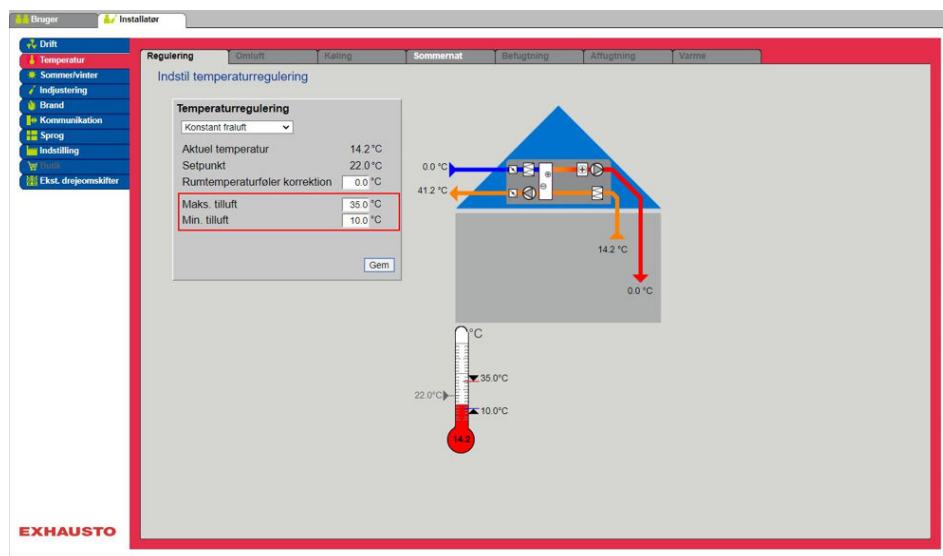 Bruger
Installatør
Drift
Temperatur
Sommer/vinter
Indjustering
Brand
Kommunikation
Sprog
Indstilling
Butik
Ekst. drejeomskifter
Regulering
Omluft
Køling
Sommernat
Befugtning
Affugtning
Varme
Indstil temperaturregulering
Temperaturregulering
Konstant fraluft
Aktuel temperatur 14.2 °C
Setpunkt 22.0 °C
Rumtemperaturføler korrektion 0.0 °C
Maks. tilluft 35.0 °C
Min. tilluft 10.0 °C
Gem
0.0 °C
41.2 °C
14.2 °C
0.0 °C
°C
35.0°C
22.0°C
10.0°C
14.2
EXHAUSTO